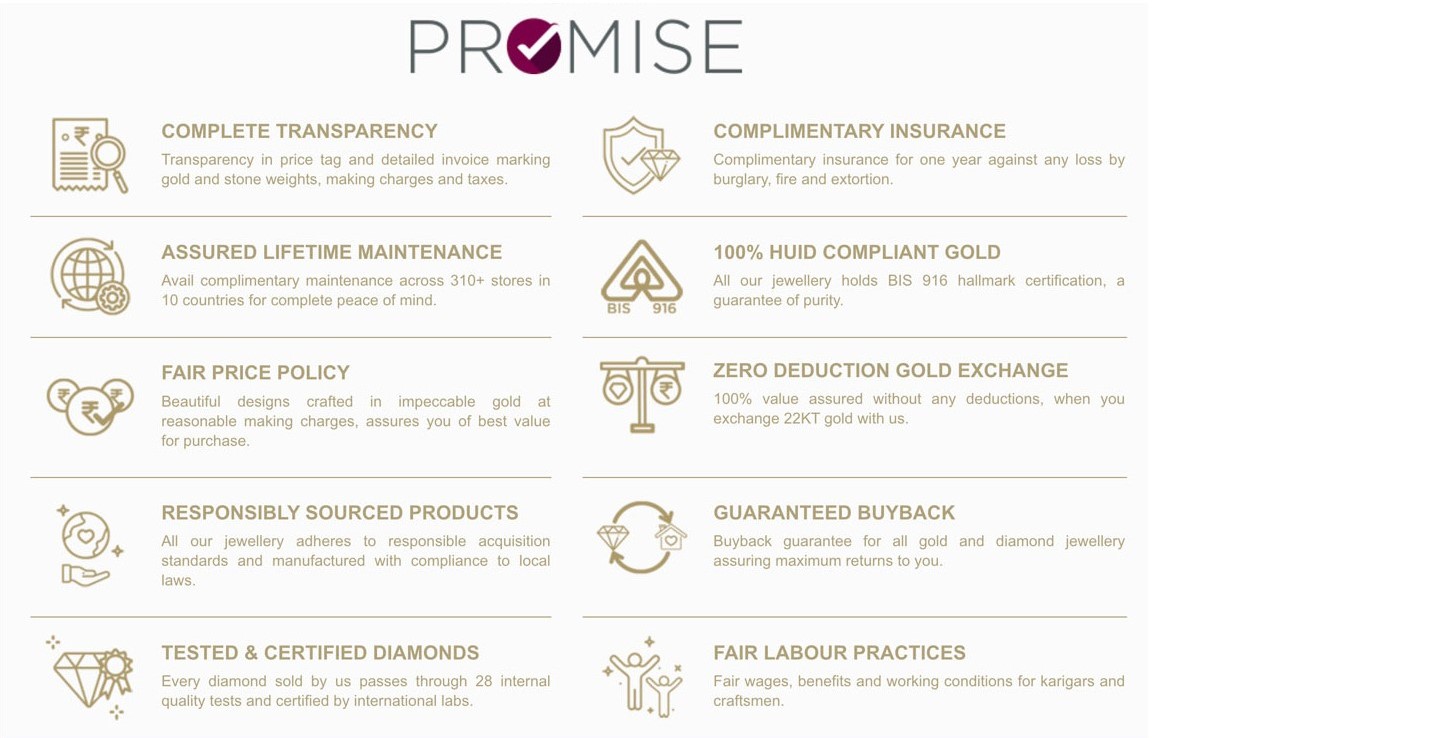 PROMISE
COMPLETE TRANSPARENCY
Transparency in price tag and detailed invoice marking
gold and stone weights, making charges and taxes.
COMPLIMENTARY INSURANCE
Complimentary insurance for one year against any loss by
burglary, fire and extortion.
ASSURED LIFETIME MAINTENANCE
Avail complimentary maintenance across 310+ stores in
10 countries for complete peace of mind.
BIS 916
100% HUID COMPLIANT GOLD
All our jewellery holds BIS 916 hallmark certification, a
guarantee of purity.
FAIR PRICE POLICY
Beautiful designs crafted in impeccable gold at
reasonable making charges, assures you of best value
for purchase.
ZERO DEDUCTION GOLD EXCHANGE
100% value assured without any deductions, when you
exchange 22KT gold with us.
RESPONSIBLY SOURCED PRODUCTS
All our jewellery adheres to responsible acquisition
standards and manufactured with compliance to local
laws.
GUARANTEED BUYBACK
Buyback guarantee for all gold and diamond jewellery
assuring maximum returns to you.
TESTED & CERTIFIED DIAMONDS
Every diamond sold by us passes through 28 internal
quality tests and certified by international labs.
FAIR LABOUR PRACTICES
Fair wages, benefits and working conditions for karigars and
craftsmen.